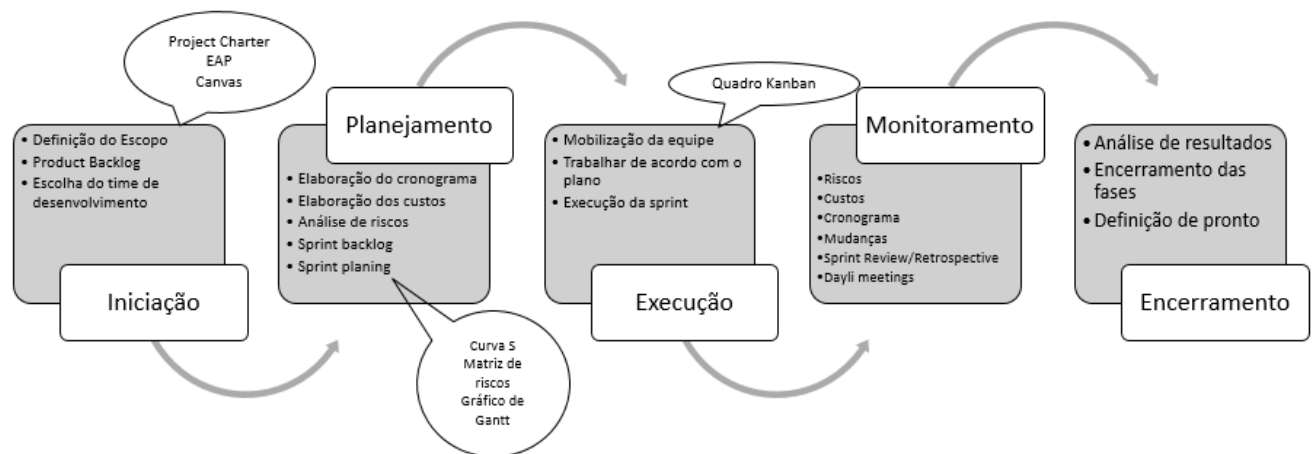 Project Charter
EAP
Canvas
• Definição do Escopo
• Product Backlog
• Escolha do time de
desenvolvimento
Iniciação
Planejamento
• Elaboração do cronograma
• Elaboração dos custos
• Análise de riscos
• Sprint backlog
• Sprint planing
Curva S
Matriz de
riscos
Gráfico de
Gantt
Quadro Kanban
• Mobilização da equipe
• Trabalhar de acordo com o
plano
• Execução da sprint
Execução
Monitoramento
•Riscos
•Custos
•Cronograma
•Mudanças
•Sprint Review/Retrospective
•Dayli meetings
•Análise de resultados
•Encerramento das
fases
•Definição de pronto
Encerramento